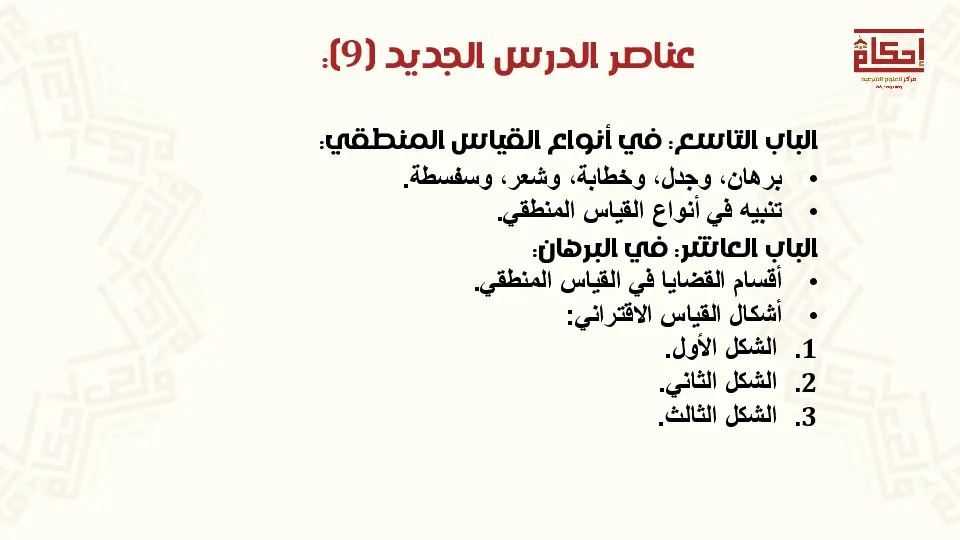 عناصر الدرس الجديد (9):
إحكام
مركز للعلوم الشرعية
الباب التاسع: في أنواع القياس المنطقي:
• برهان، وجدل، وخطابة، وشعر، وسفسطة.
• تنبيه في أنواع القياس المنطقي.
الباب العاشر: في البرهان:
• أقسام القضايا في القياس المنطقي.
• أشكال القياس الاقتراني:
1. الشكل الأول.
2. الشكل الثاني.
3. الشكل الثالث.